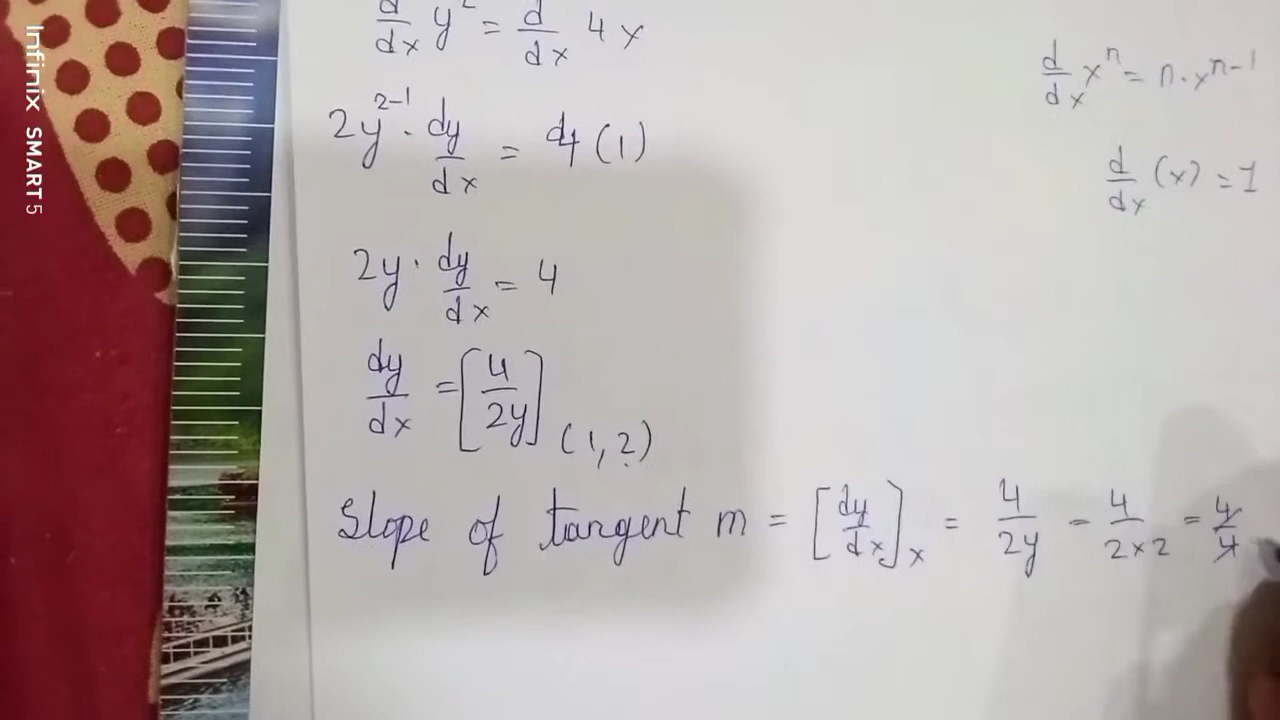 d/dx y² = d/dx 4x
2y²⁻¹ · dy/dx = 4(1)
2y · dy/dx = 4
dy/dx = [4/2y] (1,2)
Slope of tangent m = [dy/dx]x = 4/2y = 4/2×2 = 4/4
d/dx xⁿ = n·xⁿ⁻¹
d/dx (x) = 1
Infinix SMART 5